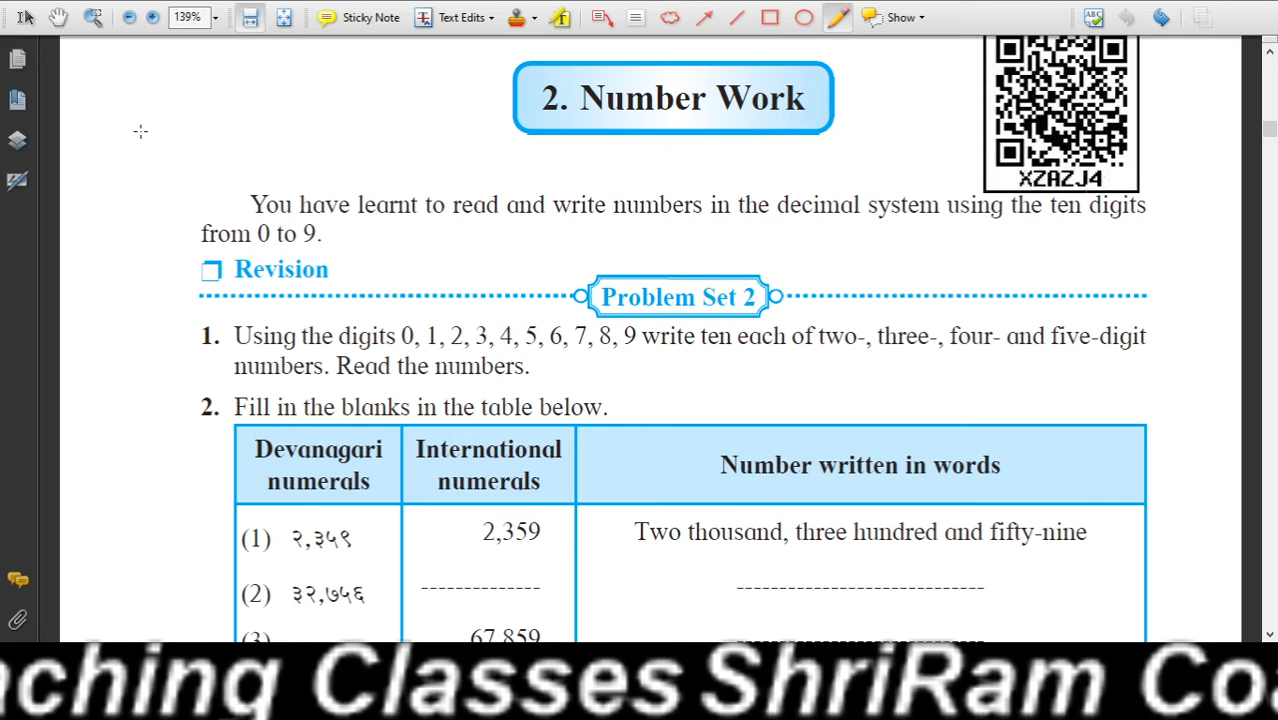 139%
Sticky Note
Text Edits
Show
2. Number Work
XZAZJ4
You have learnt to read and write numbers in the decimal system using the ten digits
from 0 to 9.
Revision
Problem Set 2
1. Using the digits 0, 1, 2, 3, 4, 5, 6, 7, 8, 9 write ten each of two-, three-, four- and five-digit
numbers. Read the numbers.
2. Fill in the blanks in the table below.
Devanagari numerals
International numerals
Number written in words
(1) २,३५९ 2,359 Two thousand, three hundred and fifty-nine
(2) ३२,७५६ -------------- ----------------------------
(3) 67,859
aching Classes ShriRam Coa